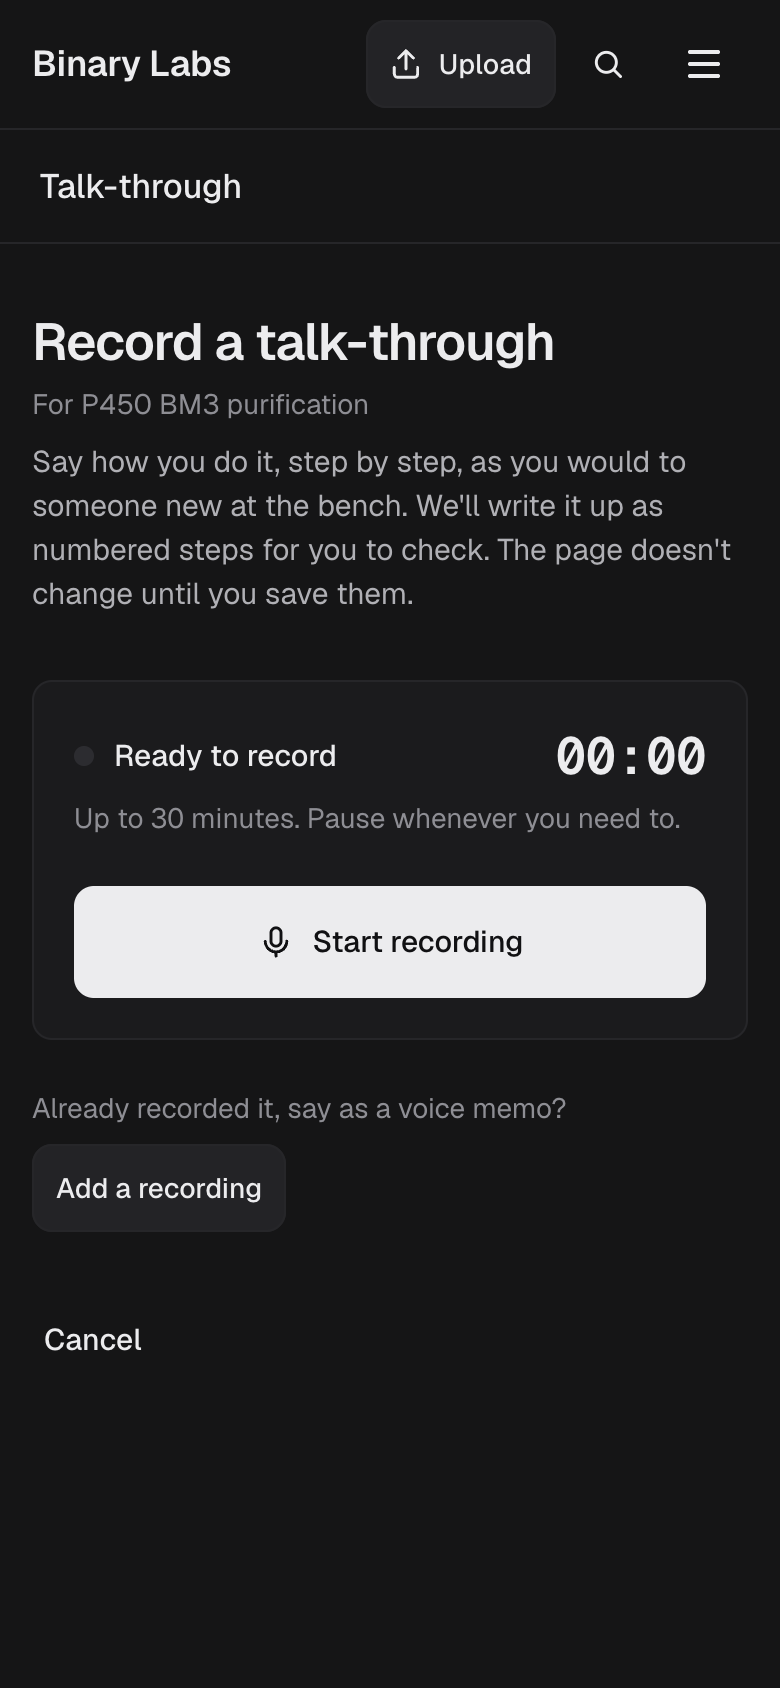 Binary Labs
Upload
Talk-through
Record a talk-through
For P450 BM3 purification
Say how you do it, step by step, as you would to
someone new at the bench. We'll write it up as
numbered steps for you to check. The page doesn't
change until you save them.
Ready to record
00:00
Up to 30 minutes. Pause whenever you need to.
Start recording
Already recorded it, say as a voice memo?
Add a recording
Cancel